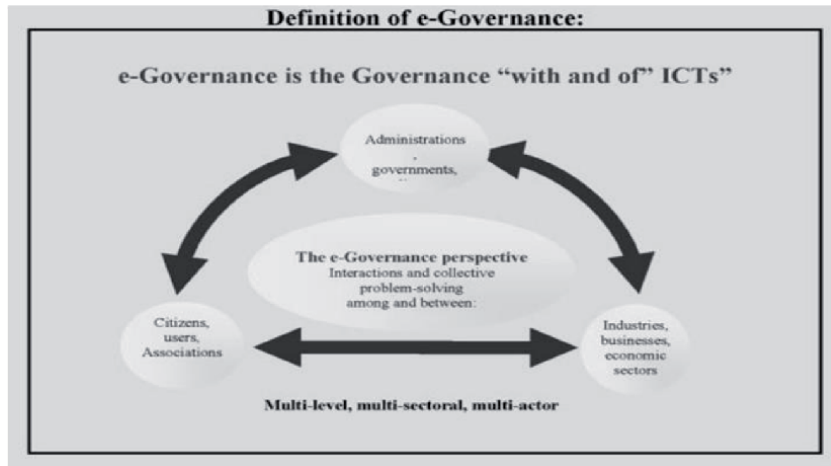 Definition of e-Governance:
e-Governance is the Governance “with and of” ICTs”
Administrations
,
governments,
The e-Governance perspective
Interactions and collective
problem-solving
among and between:
Citizens,
users,
Associations
Industries,
businesses,
economic
sectors
Multi-level, multi-sectoral, multi-actor